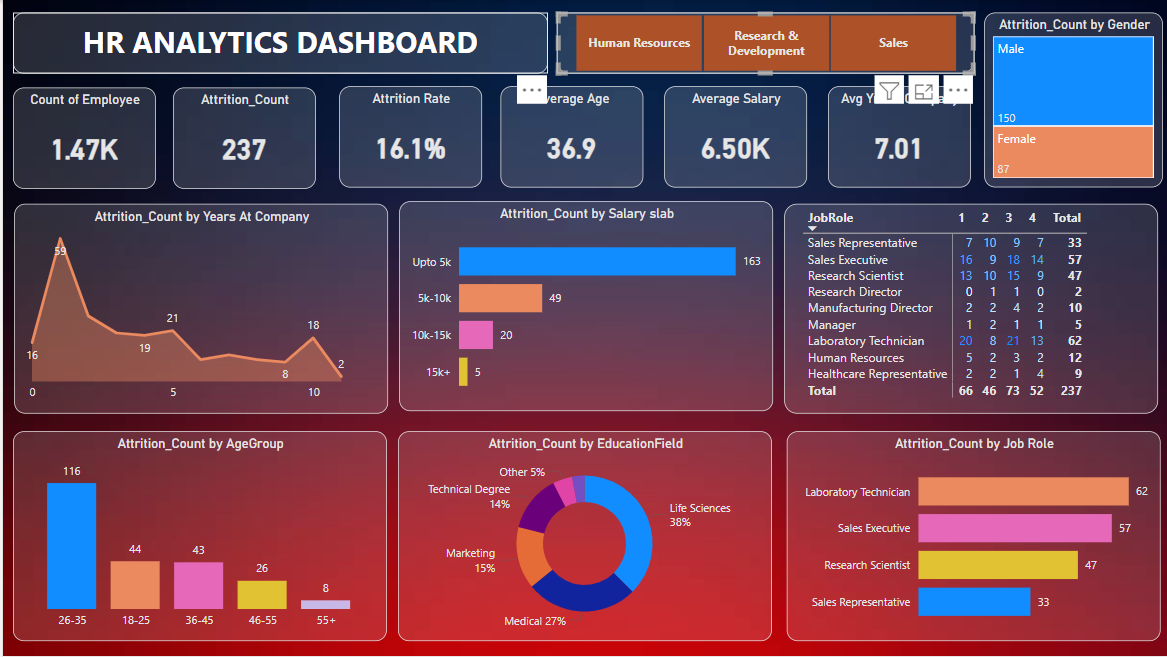 HR ANALYTICS DASHBOARD
Human Resources
Research &
Development
Sales
Attrition_Count by Gender
Male
150
Female
87
Count of Employee
1.47K
Attrition_Count
237
Attrition Rate
16.1%
verage Age
36.9
Average Salary
6.50K
Avg Y
7.01
Attrition_Count by Years At Company
59
16
19
21
8
18
2
0
5
10
Attrition_Count by Salary slab
Upto 5k 163
5k-10k 49
10k-15k 20
15k+ 5
JobRole 1 2 3 4 Total
Sales Representative 7 10 9 7 33
Sales Executive 16 9 18 14 57
Research Scientist 13 10 15 9 47
Research Director 0 1 1 0 2
Manufacturing Director 2 2 4 2 10
Manager 1 2 1 1 5
Laboratory Technician 20 8 21 13 62
Human Resources 5 2 3 2 12
Healthcare Representative 2 2 1 4 9
Total 66 46 73 52 237
Attrition_Count by AgeGroup
116
44
43
26
8
26-35
18-25
36-45
46-55
55+
Attrition_Count by EducationField
Other 5%
Technical Degree
14%
Marketing
15%
Medical 27%
Life Sciences
38%
Attrition_Count by Job Role
Laboratory Technician 62
Sales Executive 57
Research Scientist 47
Sales Representative 33